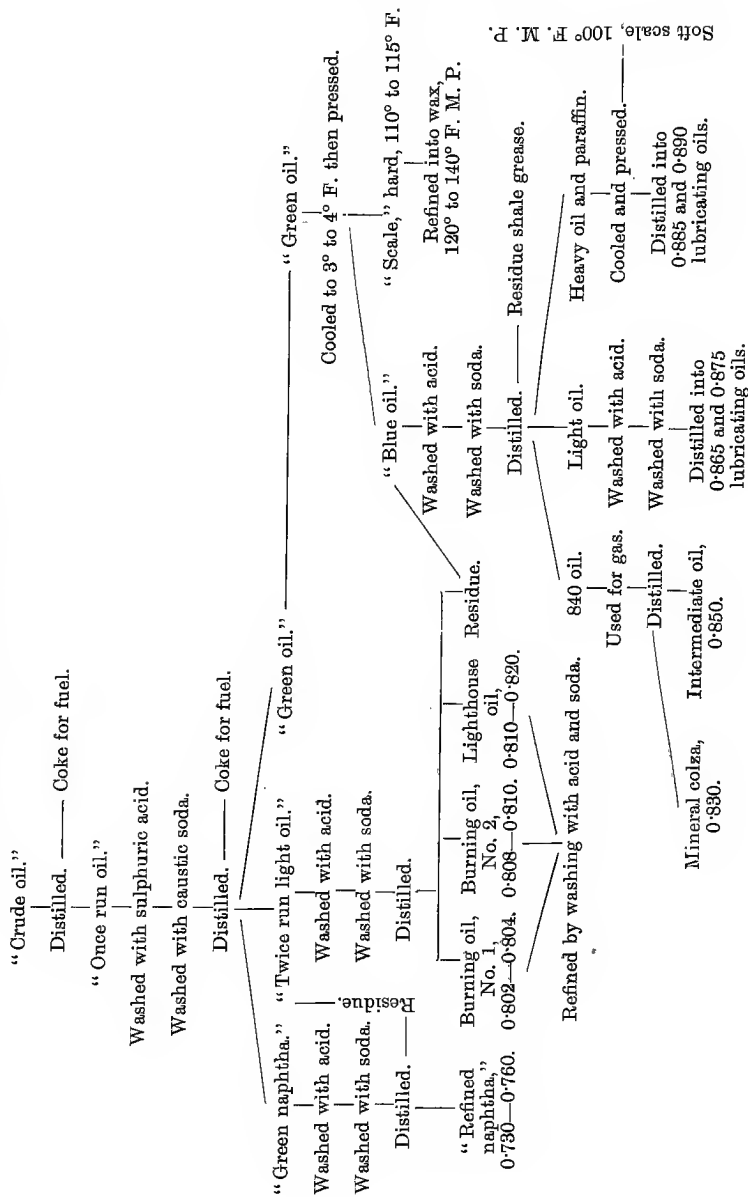 “Crude oil.”
Distilled. —— Coke for fuel.
“Once run oil.”
Washed with sulphuric acid.
Washed with caustic soda.
Distilled. —— Coke for fuel.
“Green naphtha.”
Washed with acid.
Washed with soda.
Distilled. —
Residue.
“Refined
naphtha,”
0·730—0·760.
“Twice run light oil.”
Washed with acid.
Washed with soda.
Distilled.
Burning oil,
No. 1,
0·802—0·804.
Burning oil,
No. 2,
0·808—0·810.
Lighthouse
oil,
0·810—0·820.
Residue.
Refined by washing with acid and soda.
“Green oil.”
“Green oil.”
Cooled to 3° to 4° F. then pressed.
“Blue oil.”
Washed with acid.
Washed with soda.
Distilled. —— Residue shale grease.
“Scale,” hard, 110° to 115° F.
Refined into wax,
120° to 140° F. M. P.
840 oil.
Used for gas.
Distilled.
Mineral colza,
0·830.
Intermediate oil,
0·850.
Light oil.
Washed with acid.
Washed with soda.
Distilled into
0·865 and 0·875
lubricating oils.
Heavy oil and paraffin.
Cooled and pressed.——
Soft scale, 100° F. M. P.
Distilled into
0·885 and 0·890
lubricating oils.